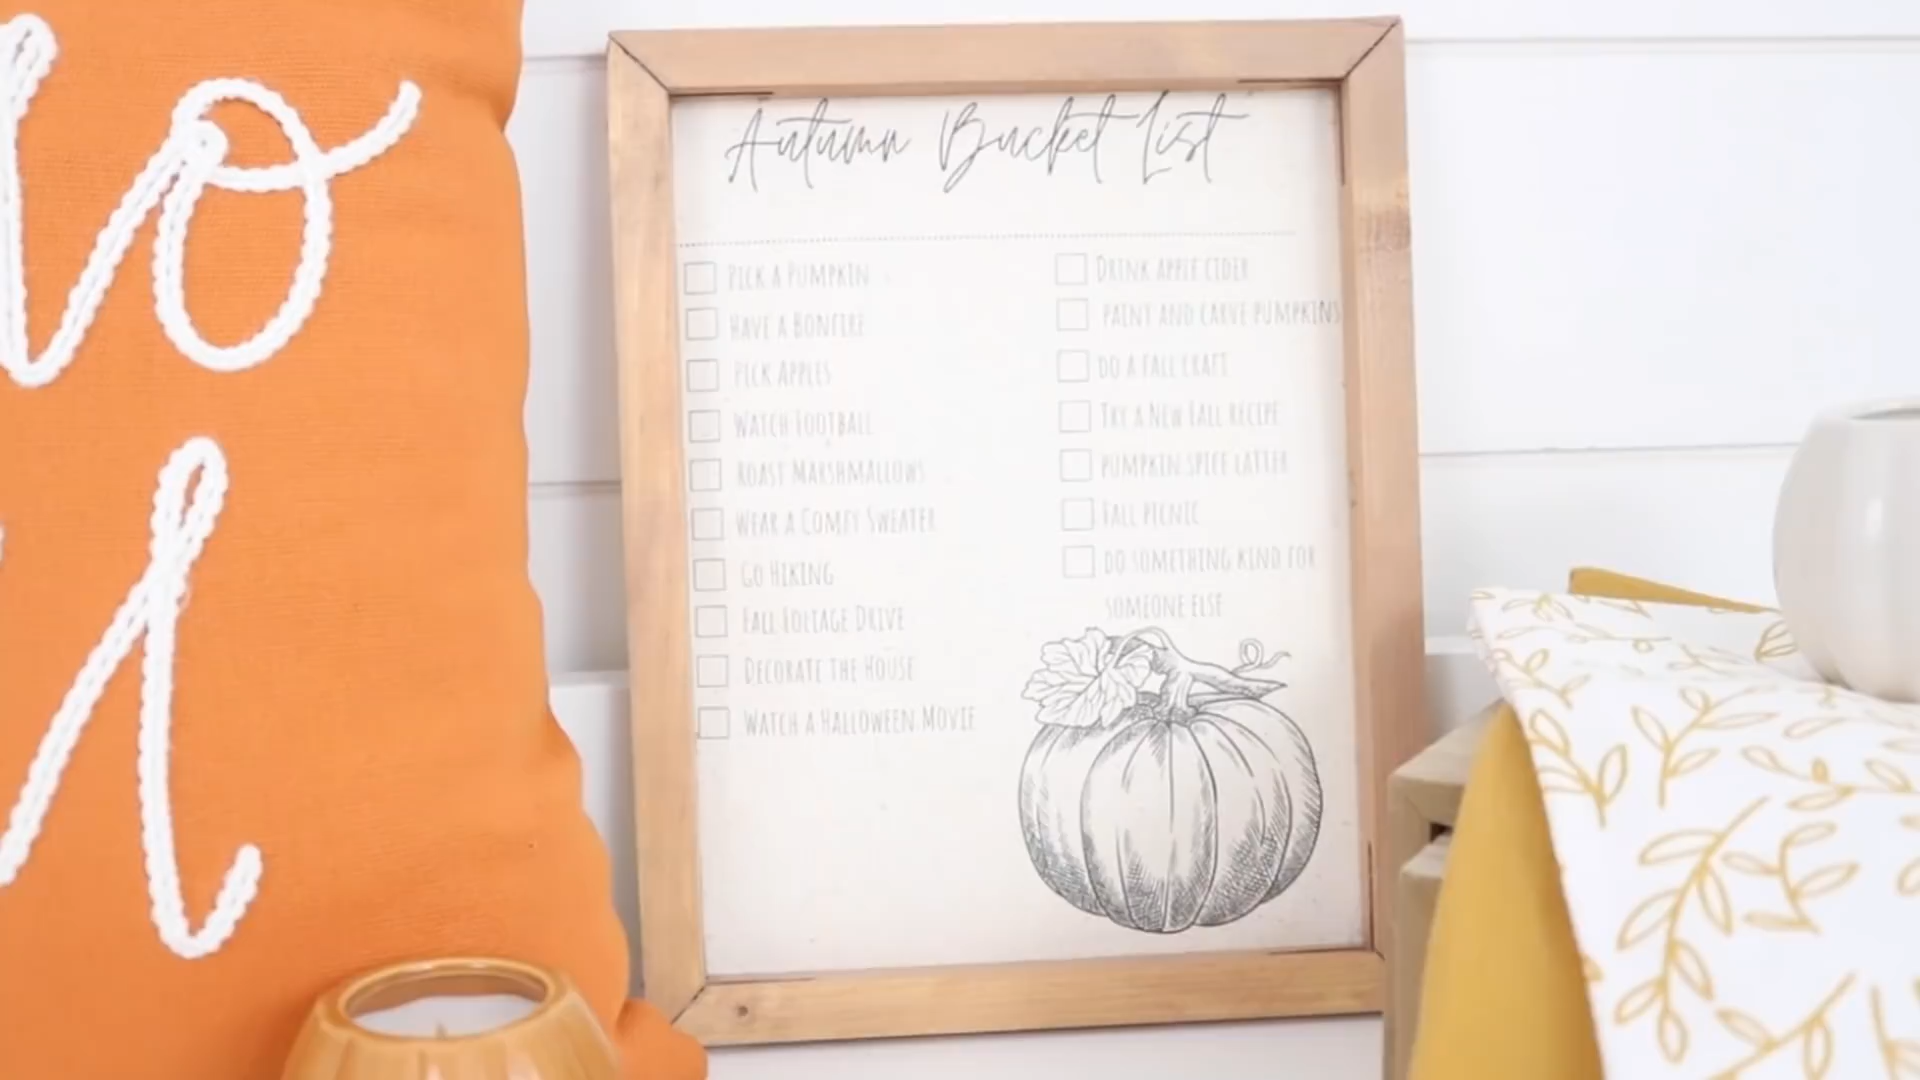 Autumn Bucket List
PICK A PUMPKIN
HAVE A BONFIRE
PICK APPLES
WATCH FOOTBALL
ROAST MARSHMALLOWS
WEAR A COMFY SWEATER
GO HIKING
FALL FOLIAGE DRIVE
DECORATE THE HOUSE
WATCH A HALLOWEEN MOVIE
DRINK APPLE CIDER
PAINT AND CARVE PUMPKINS
DO A FALL CRAFT
TRY A NEW FALL RECIPE
PUMPKIN SPICE LATTER
FALL PICNIC
DO SOMETHING KIND FOR
SOMEONE ELSE